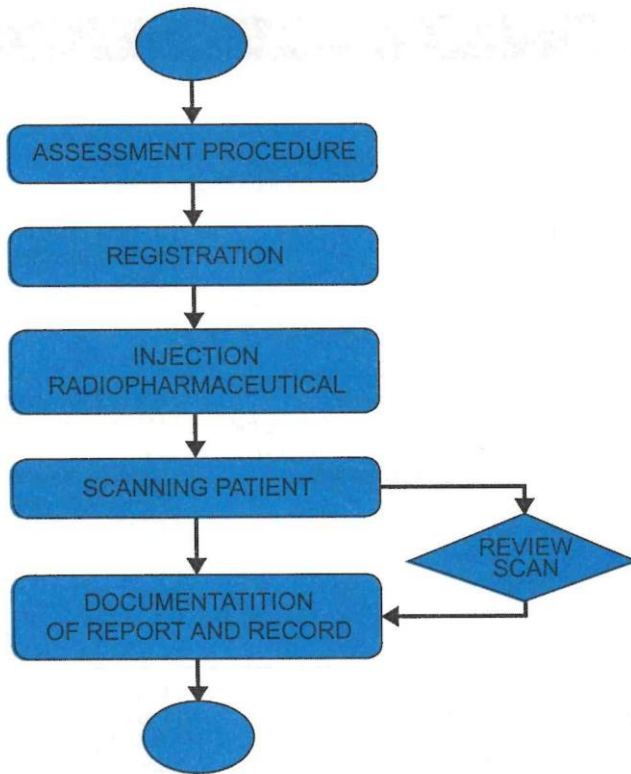 ASSESSMENT PROCEDURE
REGISTRATION
INJECTION
RADIOPHARMACEUTICAL
SCANNING PATIENT
REVIEW
SCAN
DOCUMENTATITION
OF REPORT AND RECORD